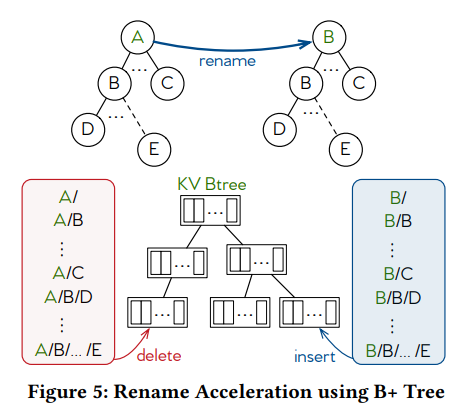 A
B
rename
B
...
C
B
...
C
D
...
E
D
...
E
KV Btree
A/
A/B
⋮
A/C
A/B/D
⋮
A/B/... /E
...
...
...
...
...
...
B/
B/B
⋮
B/C
B/B/D
⋮
B/B/... /E
delete
insert
Figure 5: Rename Acceleration using B+ Tree